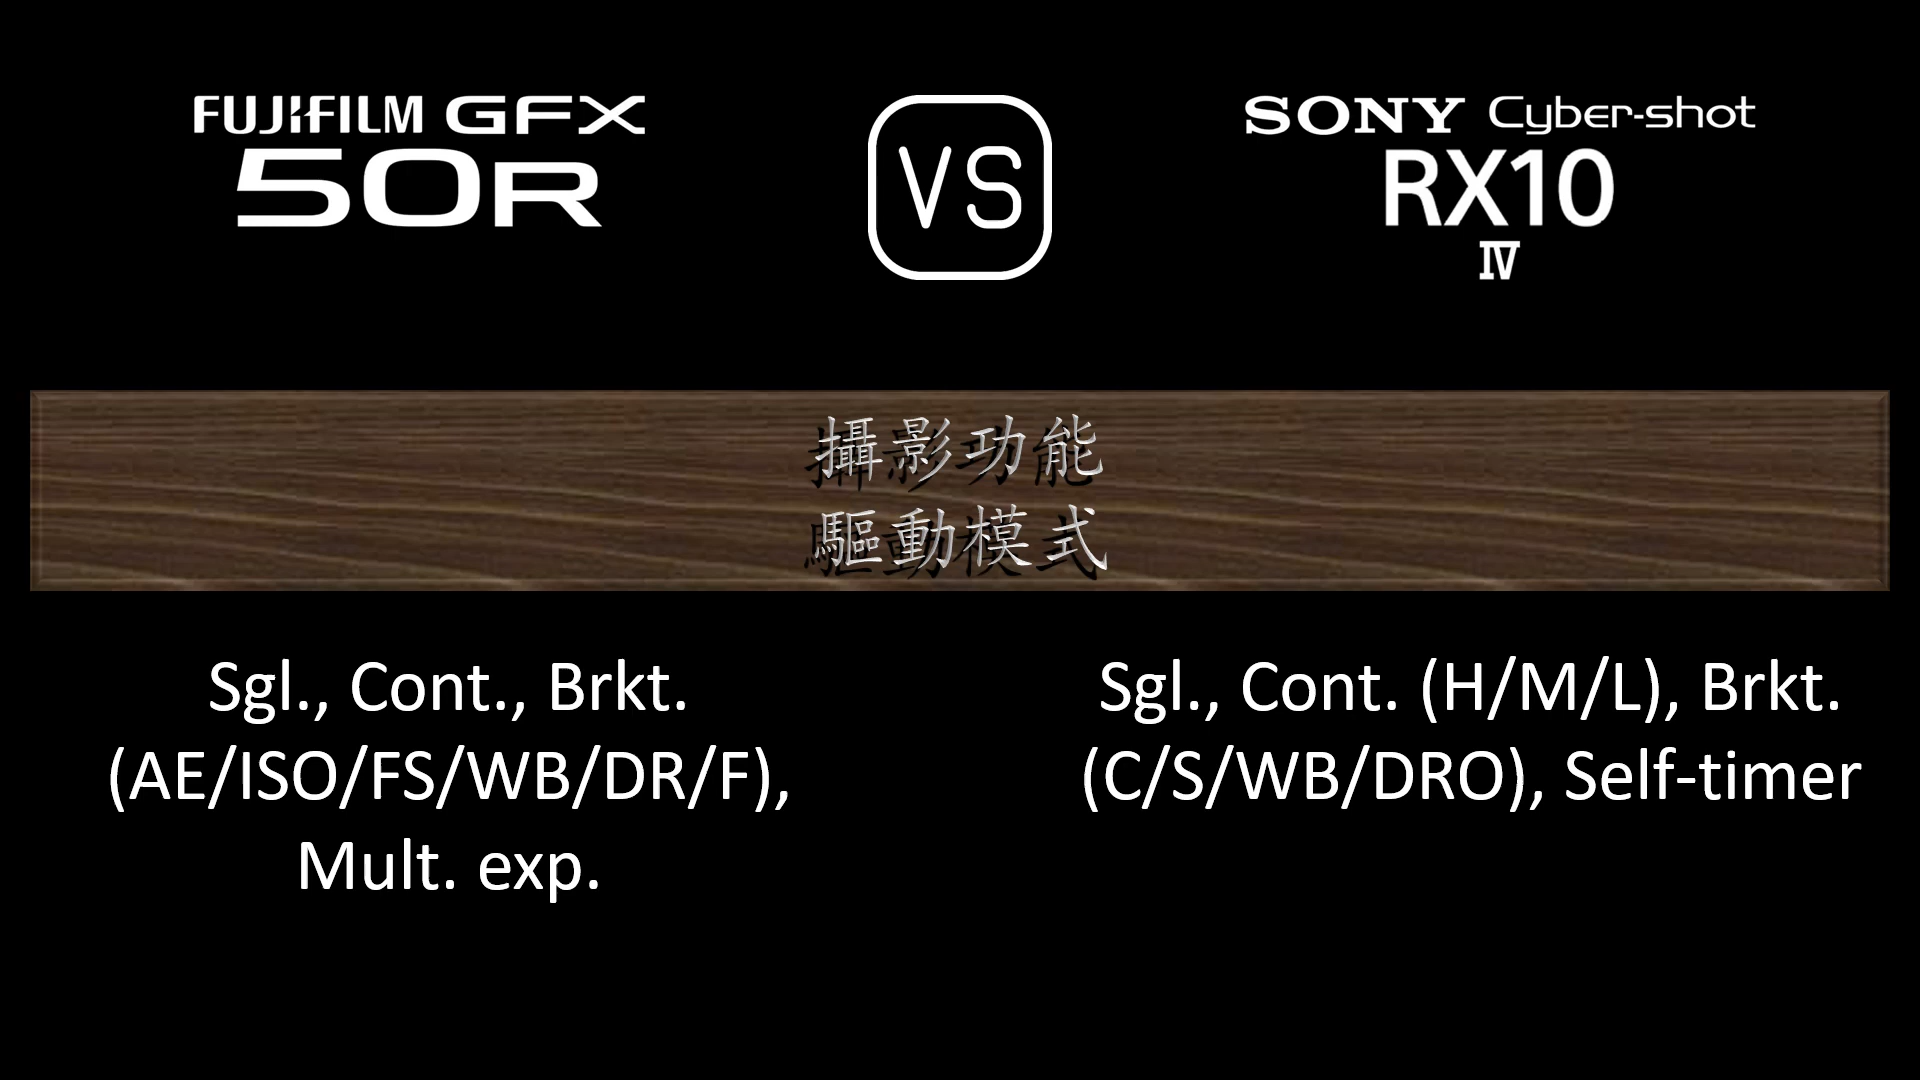 FUJIFILM GFX
50R
VS
SONY Cyber-shot
RX10
IV
攝影功能
驅動模式
Sgl., Cont., Brkt.
(AE/ISO/FS/WB/DR/F),
Mult. exp.
Sgl., Cont. (H/M/L), Brkt.
(C/S/WB/DRO), Self-timer